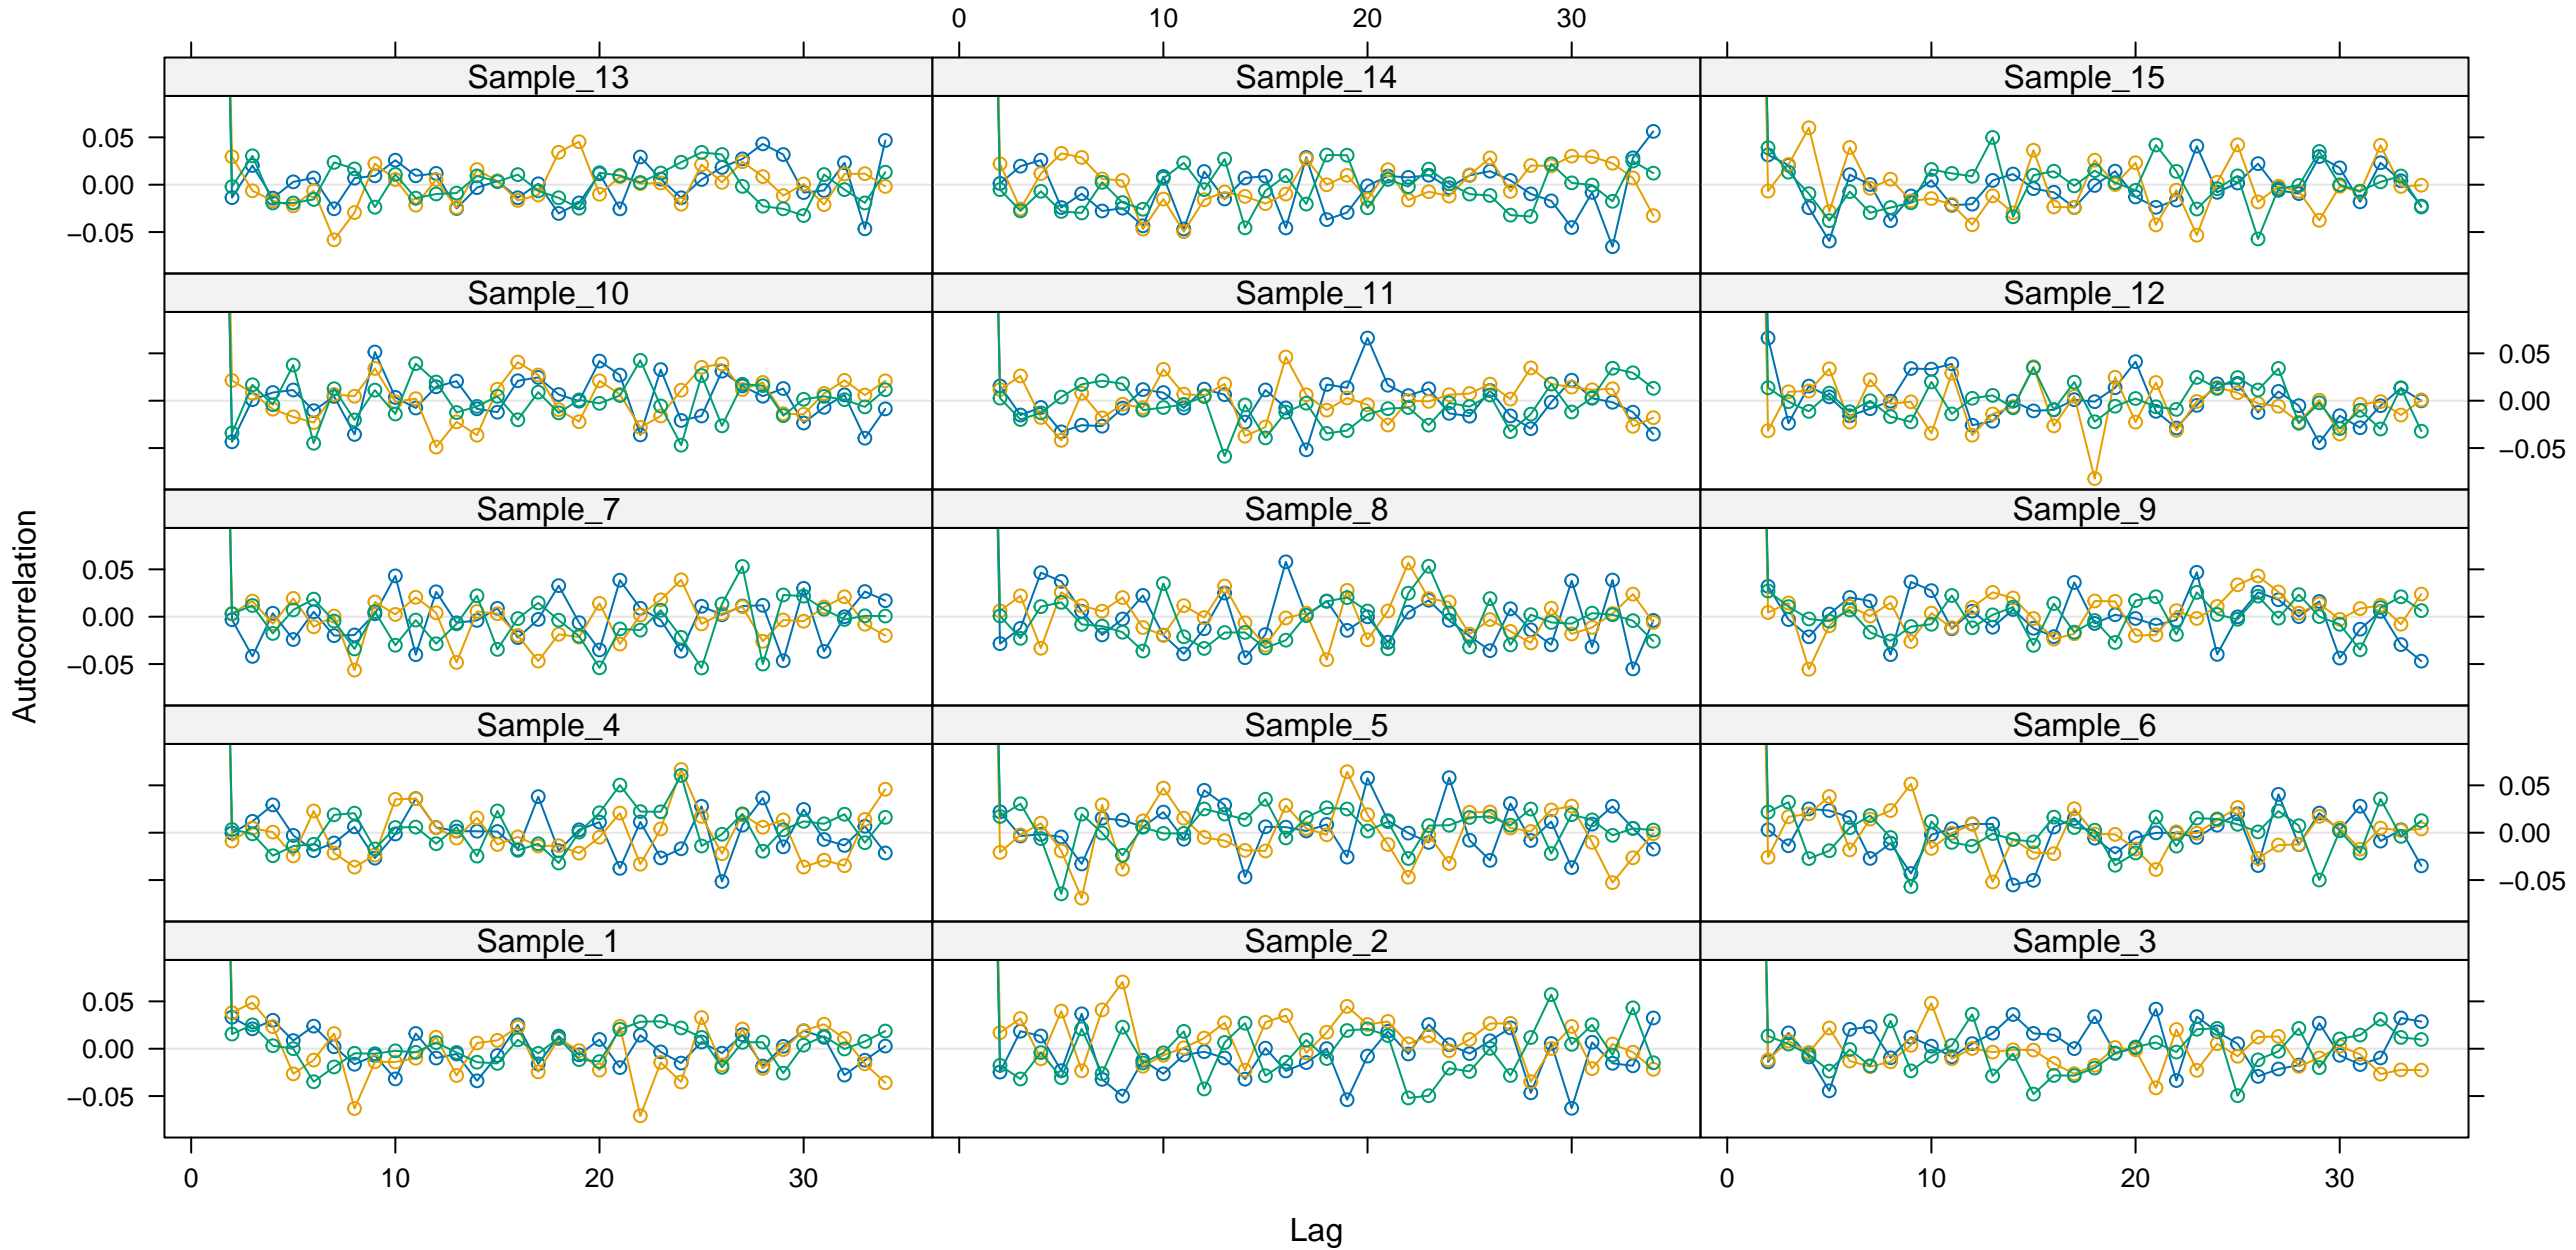 0 10 20 30
Sample_13 Sample_14 Sample_15
0.05
0.00
−0.05
Sample_10 Sample_11 Sample_12
0.05
0.00
−0.05
Sample_7 Sample_8 Sample_9
0.05
0.00
−0.05
Sample_4 Sample_5 Sample_6
0.05
0.00
−0.05
Sample_1 Sample_2 Sample_3
0.05
0.00
−0.05
0 10 20 30 0 10 20 30
Autocorrelation
Lag